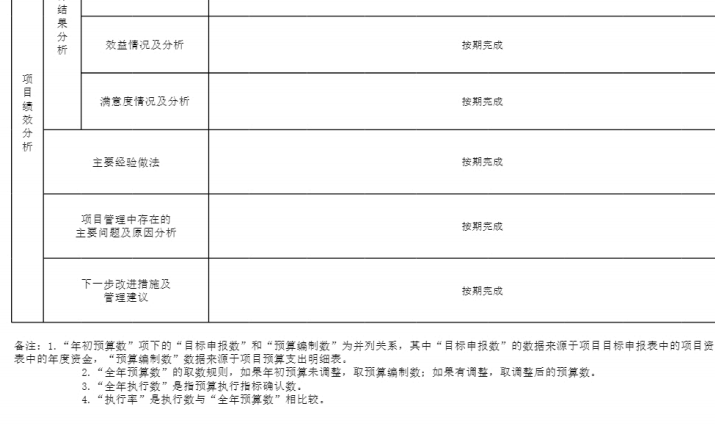 结
果
分
析
效益情况及分析
按期完成
满意度情况及分析
按期完成
项
目
绩
效
分
析
主要经验做法
按期完成
项目管理中存在的
主要问题及原因分析
按期完成
下一步改进措施及
管理建议
按期完成
备注：1.“年初预算数”项下的“目标申报数”和“预算编制数”为并列关系，其中“目标申报数”的数据来源于项目目标申报表中的项目资
表中的年度资金，“预算编制数”数据来源于项目预算支出明细表。
2.“全年预算数”的取数规则，如果年初预算未调整，取预算编制数；如果有调整，取调整后的预算数。
3.“全年执行数”是指预算执行指标确认数。
4.“执行率”是执行数与“全年预算数”相比较。